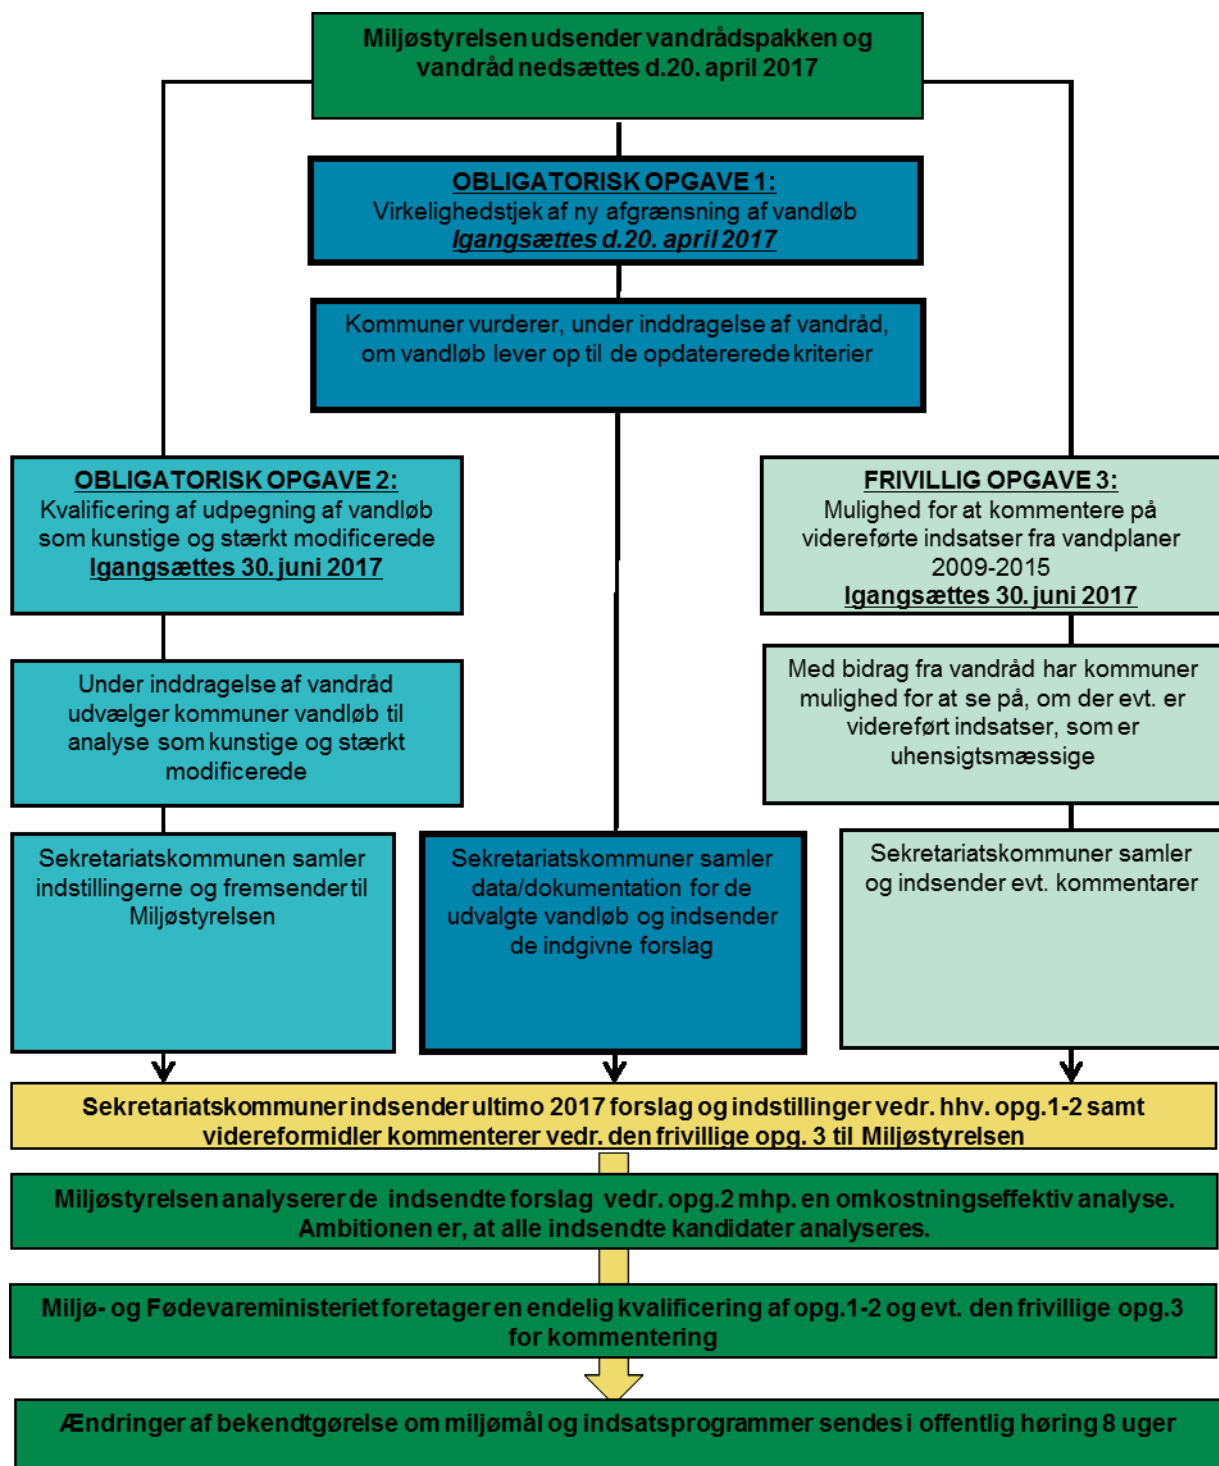 Miljøstyrelsen udsender vandrådspakken og
vandråd nedsættes d.20. april 2017
OBLIGATORISK OPGAVE 1:
Virkelighedstjek af ny afgrænsning af vandløb
Igangsættes d.20. april 2017
Kommuner vurderer, under inddragelse af vandråd,
om vandløb lever op til de opdatererede kriterier
OBLIGATORISK OPGAVE 2:
Kvalificering af udpegning af vandløb
som kunstige og stærkt modificerede
Igangsættes 30. juni 2017
Under inddragelse af vandråd
udvælger kommuner vandløb til
analyse som kunstige og stærkt
modificerede
Sekretariatskommunen samler
indstillingerne og fremsender til
Miljøstyrelsen
Sekretariatskommuner samler
data/dokumentation for de
udvalgte vandløb og indsender
de indgivne forslag
FRIVILLIG OPGAVE 3:
Mulighed for at kommentere på
videreførte indsatser fra vandplaner
2009-2015
Igangsættes 30. juni 2017
Med bidrag fra vandråd har kommuner
mulighed for at se på, om der evt. er
videreført indsatser, som er
uhensigtsmæssige
Sekretariatskommuner samler
og indsender evt. kommentarer
Sekretariatskommuner indsender ultimo 2017 forslag og indstillinger vedr. hhv. opg.1-2 samt
videreformidler kommenterer vedr. den frivillige opg. 3 til Miljøstyrelsen
Miljøstyrelsen analyserer de indsendte forslag vedr. opg.2 mhp. en omkostningseffektiv analyse.
Ambitionen er, at alle indsendte kandidater analyseres.
Miljø- og Fødevareministeriet foretager en endelig kvalificering af opg.1-2 og evt. den frivillige opg.3
for kommentering
Ændringer af bekendtgørelse om miljømål og indsatsprogrammer sendes i offentlig høring 8 uger